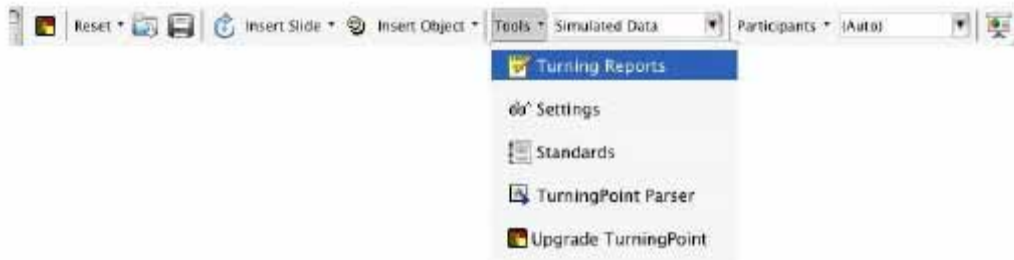 Reset Insert Slide Insert Object Tools Simulated Data Participants (Auto)
Turning Reports
Settings
Standards
TurningPoint Parser
Upgrade TurningPoint